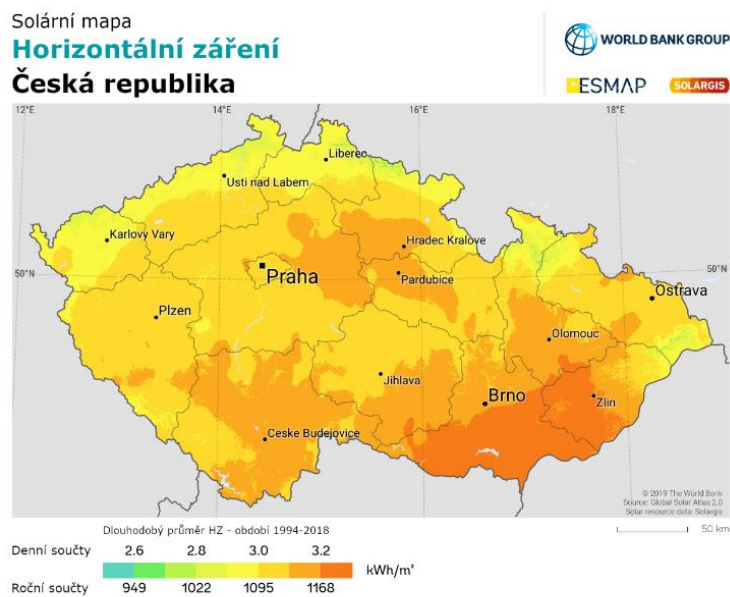 Solární mapa
Horizontální záření
Česká republika
WORLD BANK GROUP
ESMAP
SOLARGIS
12°E
14°E
16°E
18°E
Liberec
Usti nad Labem
Karlovy Vary
Hradec Kralove
50°N
50°N
Praha
Pardubice
Ostrava
Plzen
Olomouc
Jihlava
Brno
Zlin
Ceske Budejovice
© 2019 The World Bank
Source: Global Solar Atlas 2,0
Solar resource data: Solargis
50 km
Dlouhodobý průměr HZ - období 1994-2018
Denní součty 2.6 2.8 3.0 3.2
kWh/m²
Roční součty 949 1022 1095 1168